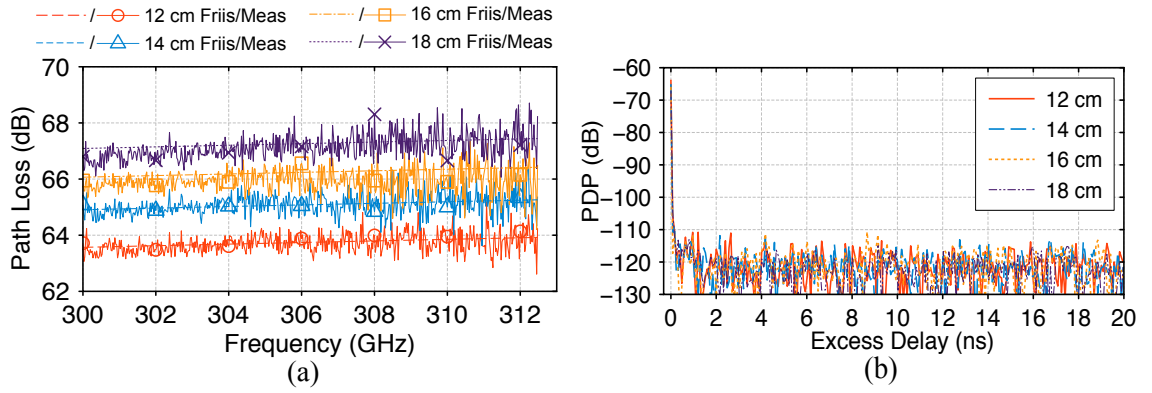 12 cm Friis/Meas
16 cm Friis/Meas
14 cm Friis/Meas
18 cm Friis/Meas
70
68
66
64
62
Path Loss (dB)
300 302 304 306 308 310 312
Frequency (GHz)
(a)
−60
−70
−80
−90
−100
−110
−120
−130
PDP (dB)
12 cm
14 cm
16 cm
18 cm
0 2 4 6 8 10 12 14 16 18 20
Excess Delay (ns)
(b)